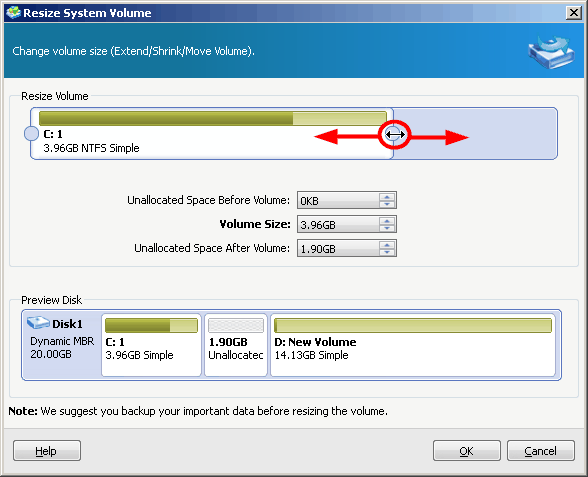 Resize System Volume
Change volume size (Extend/Shrink/Move Volume).
Resize Volume
C: 1
3.96GB NTFS Simple
Unallocated Space Before Volume: 0KB
Volume Size: 3.96GB
Unallocated Space After Volume: 1.90GB
Preview Disk
Disk1
Dynamic MBR
20.00GB
C: 1
3.96GB Simple
1.90GB
Unallocatec
D: New Volume
14.13GB Simple
Note: We suggest you backup your important data before resizing the volume.
Help
OK
Cancel